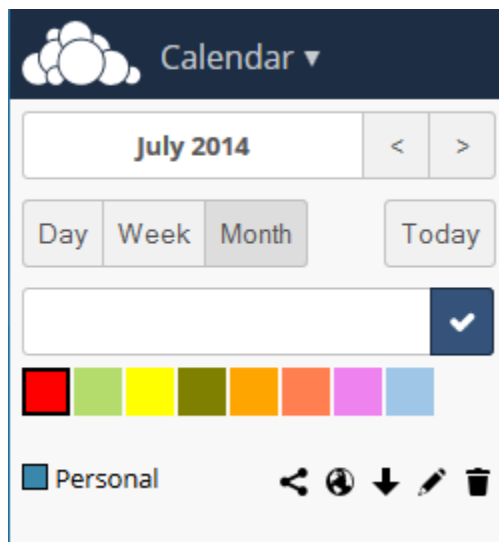 Calendar ▾
July 2014 < >
Day Week Month Today
Personal